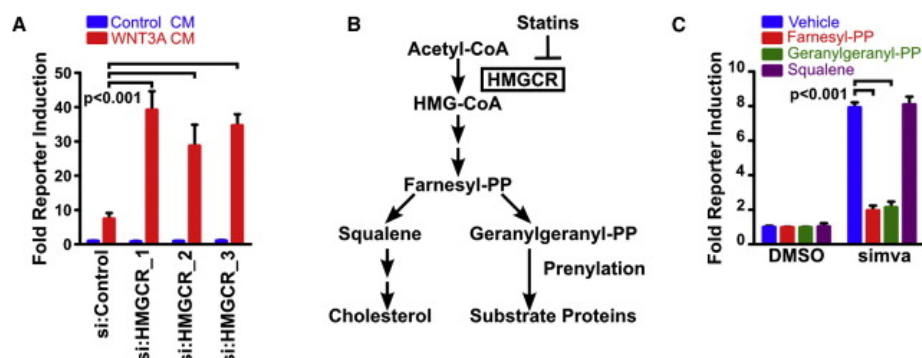 A
Control CM
WNT3A CM
Fold Reporter Induction
50
40
30
20
10
0
p<0.001
si:Control
si:HMGCR_1
si:HMGCR_2
si:HMGCR_3
B
Statins
Acetyl-CoA
HMGCR
HMG-CoA
Farnesyl-PP
Squalene
Geranylgeranyl-PP
Prenylation
Cholesterol
Substrate Proteins
C
Vehicle
Farnesyl-PP
Geranylgeranyl-PP
Squalene
Fold Reporter Induction
10
8
6
4
2
0
p<0.001
DMSO
simva